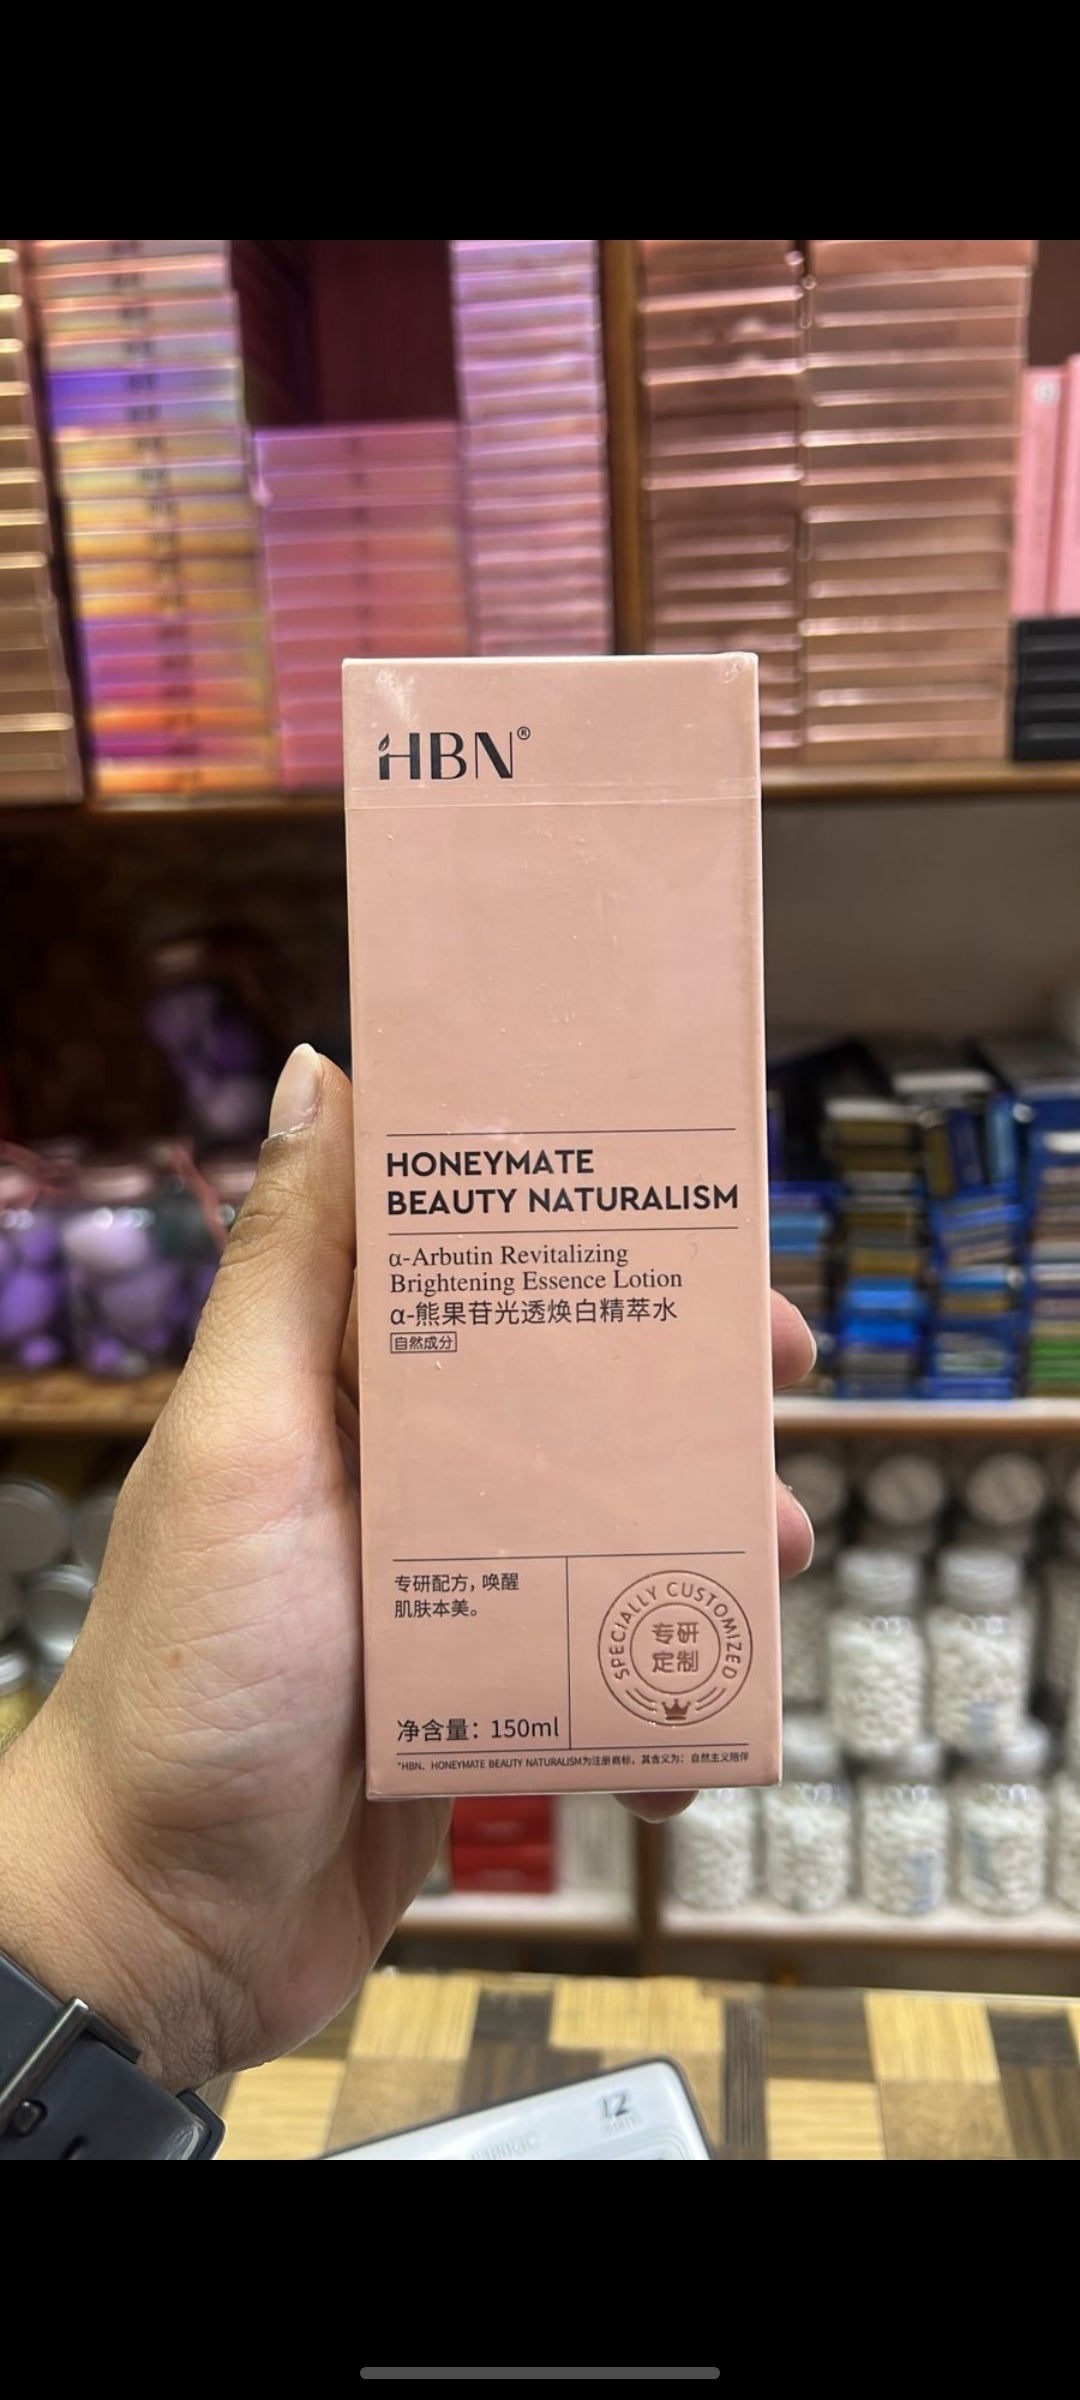 HBN®
HONEYMATE
BEAUTY NATURALISM
α-Arbutin Revitalizing
Brightening Essence Lotion
α-熊果苷光透焕白精萃水
自然成分
专研配方，唤醒
肌肤本美。
SPECIALLY CUSTOMIZED
专研
定制
净含量：150ml
*HBN、HONEYMATE BEAUTY NATURALISM为注册商标，其含义为：自然主义陪伴
12